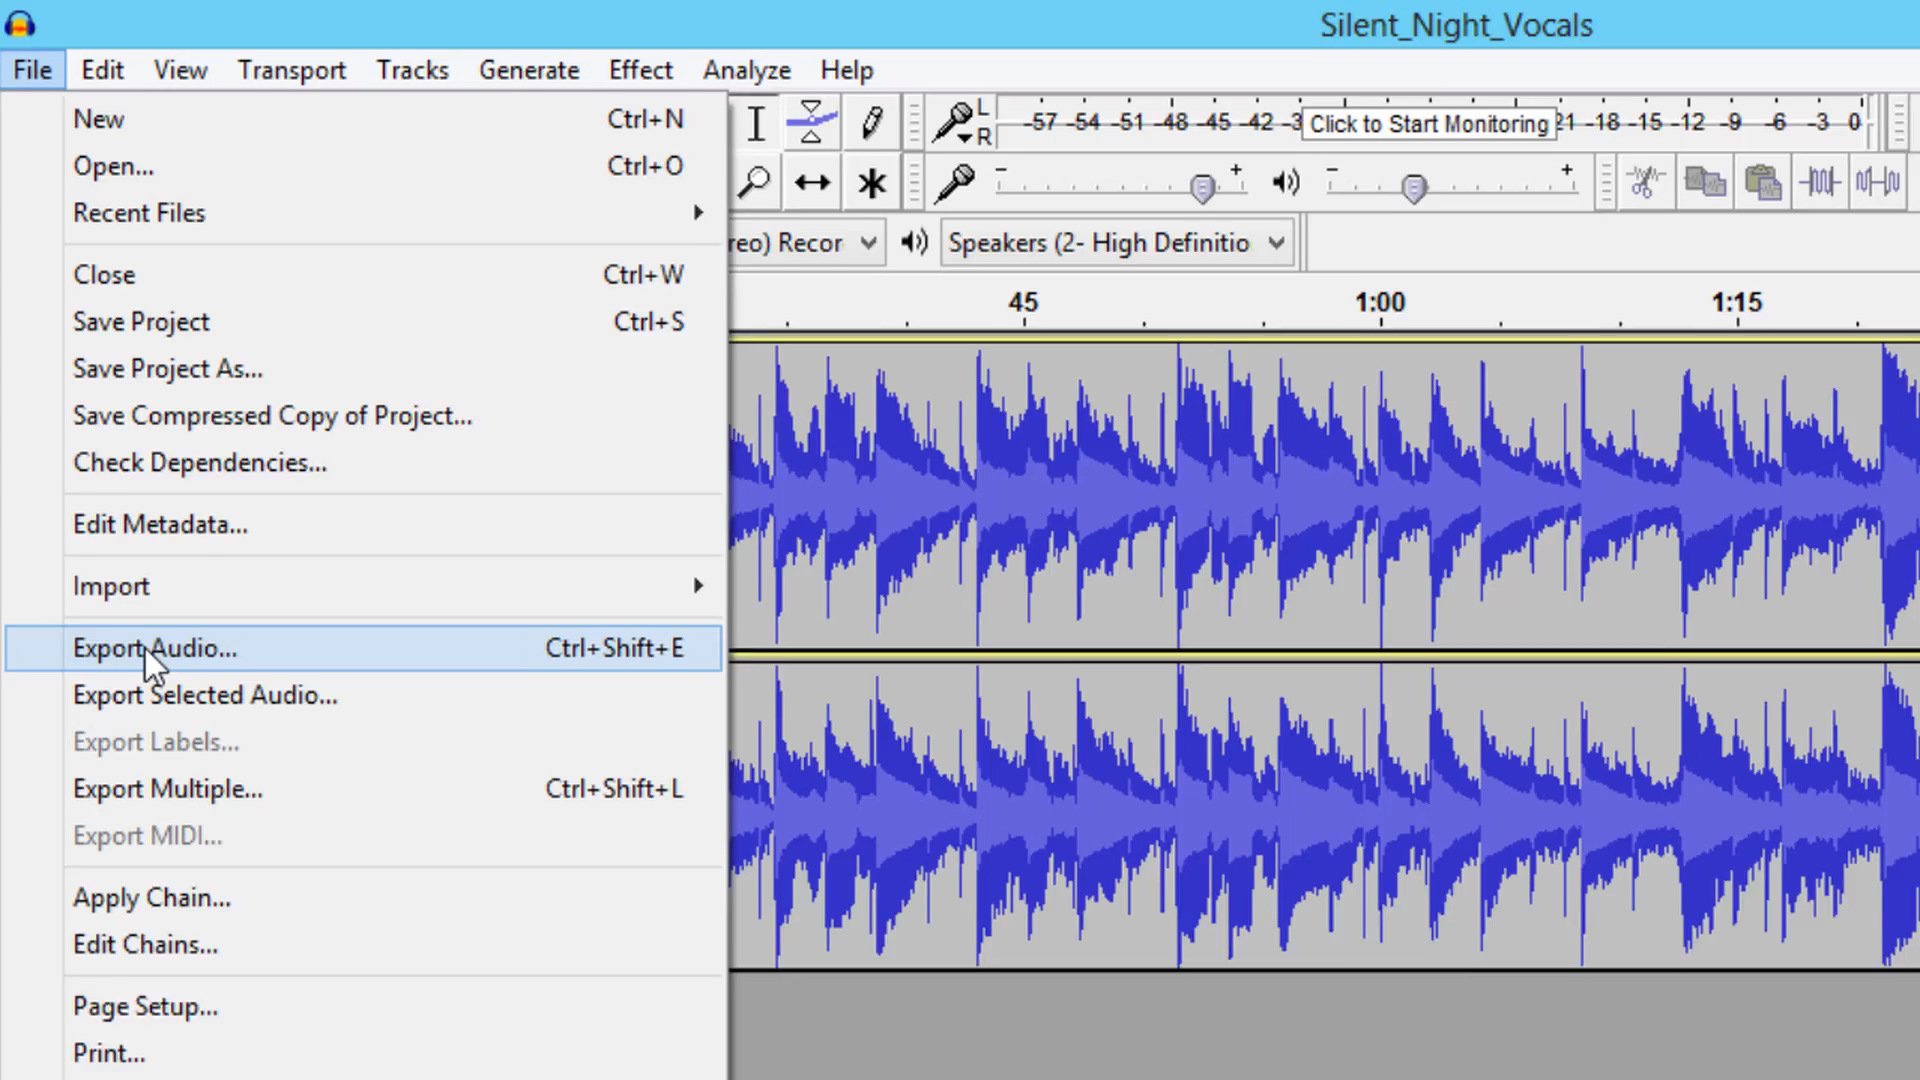 Silent_Night_Vocals
File Edit View Transport Tracks Generate Effect Analyze Help
New Ctrl+N
Open... Ctrl+O
Recent Files
Close Ctrl+W
Save Project Ctrl+S
Save Project As...
Save Compressed Copy of Project...
Check Dependencies...
Edit Metadata...
Import
Export Audio... Ctrl+Shift+E
Export Selected Audio...
Export Labels...
Export Multiple... Ctrl+Shift+L
Export MIDI...
Apply Chain...
Edit Chains...
Page Setup...
Print...
L
R
-57 -54 -51 -48 -45 -42 -3 Click to Start Monitoring 21 -18 -15 -12 -9 -6 -3 0
- + - +
reo) Recor Speakers (2- High Definitio
45 1:00 1:15